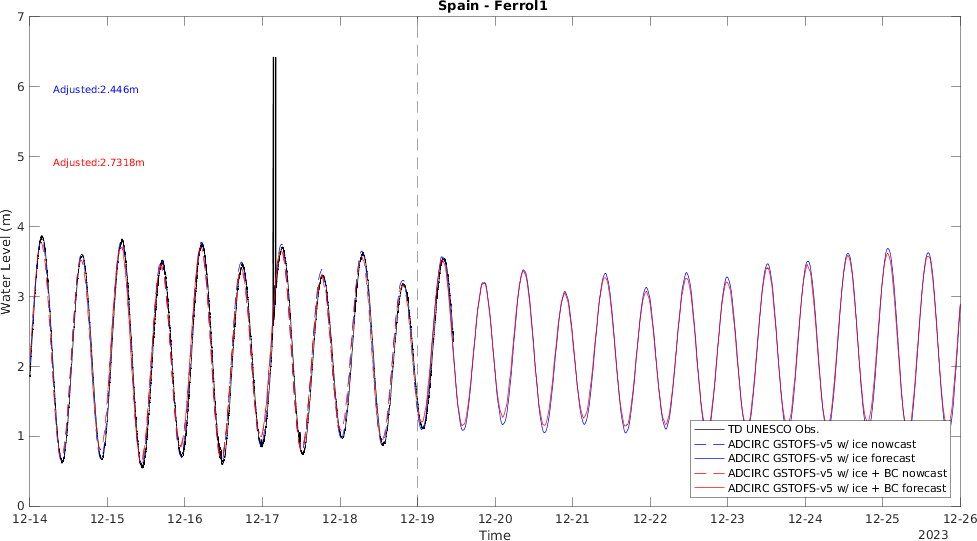 Spain - Ferrol1
7
6
5
4
3
2
1
0
Water Level (m)
Adjusted:2.446m
Adjusted:2.7318m
TD UNESCO Obs.
ADCIRC GSTOFS-v5 w/ ice nowcast
ADCIRC GSTOFS-v5 w/ ice forecast
ADCIRC GSTOFS-v5 w/ ice + BC nowcast
ADCIRC GSTOFS-v5 w/ ice + BC forecast
12-14 12-15 12-16 12-17 12-18 12-19 12-20 12-21 12-22 12-23 12-24 12-25 12-26
Time
2023